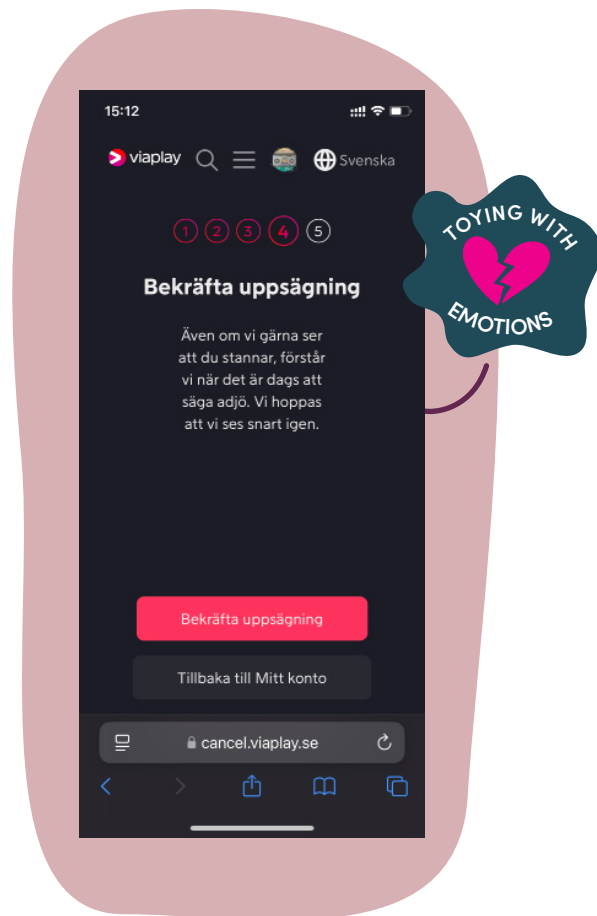 15:12
viaplay
Svenska
1 2 3 4 5
Bekräfta uppsägning
Även om vi gärna ser
att du stannar, förstår
vi när det är dags att
säga adjö. Vi hoppas
att vi ses snart igen.
Bekräfta uppsägning
Tillbaka till Mitt konto
cancel.viaplay.se
TOYING WITH
EMOTIONS